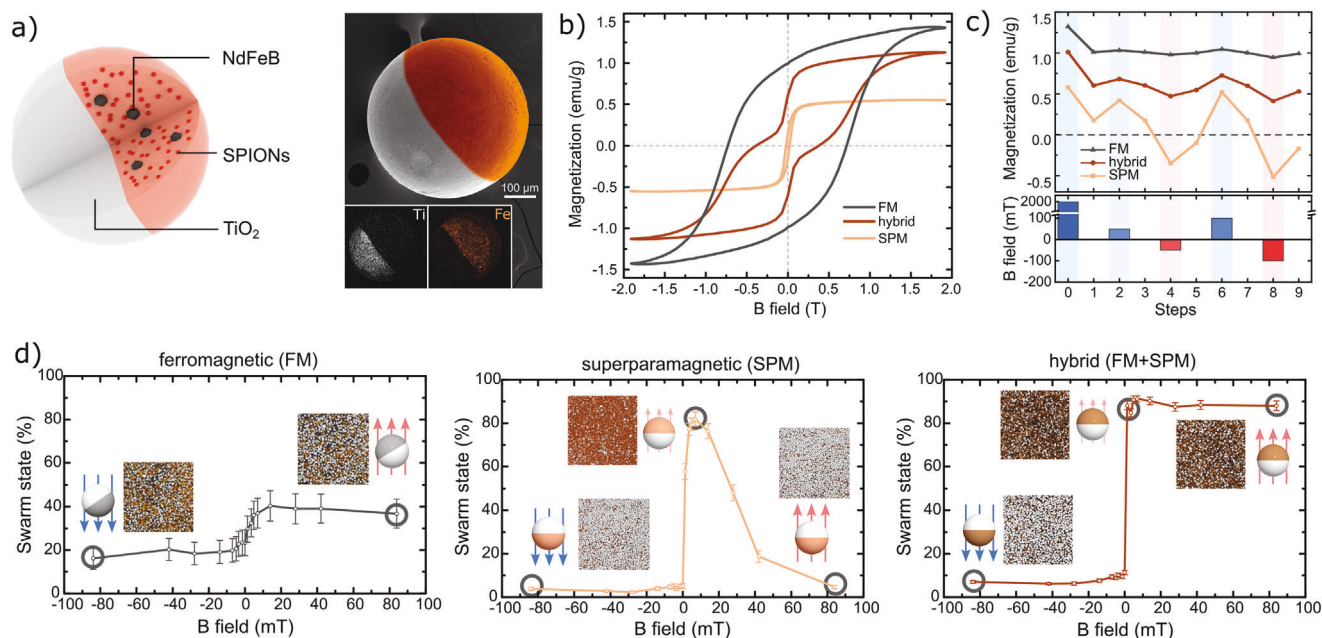 a)
NdFeB
SPIONs
TiO2
100 μm
Ti
Fe
b)
Magnetization (emu/g)
1.5
1.0
0.5
0.0
-0.5
-1.0
-1.5
FM
hybrid
SPM
-2.0 -1.5 -1.0 -0.5 0.0 0.5 1.0 1.5 2.0
B field (T)
c)
Magnetization (emu/g)
1.5
1.0
0.5
0.0
-0.5
FM
hybrid
SPM
B field (mT)
2000
100
0
-100
-200
0 1 2 3 4 5 6 7 8 9
Steps
d)
ferromagnetic (FM)
Swarm state (%)
100
80
60
40
20
0
-100 -80 -60 -40 -20 0 20 40 60 80 100
B field (mT)
superparamagnetic (SPM)
Swarm state (%)
100
80
60
40
20
0
-100 -80 -60 -40 -20 0 20 40 60 80 100
B field (mT)
hybrid (FM+SPM)
Swarm state (%)
100
80
60
40
20
0
-100 -80 -60 -40 -20 0 20 40 60 80 100
B field (mT)